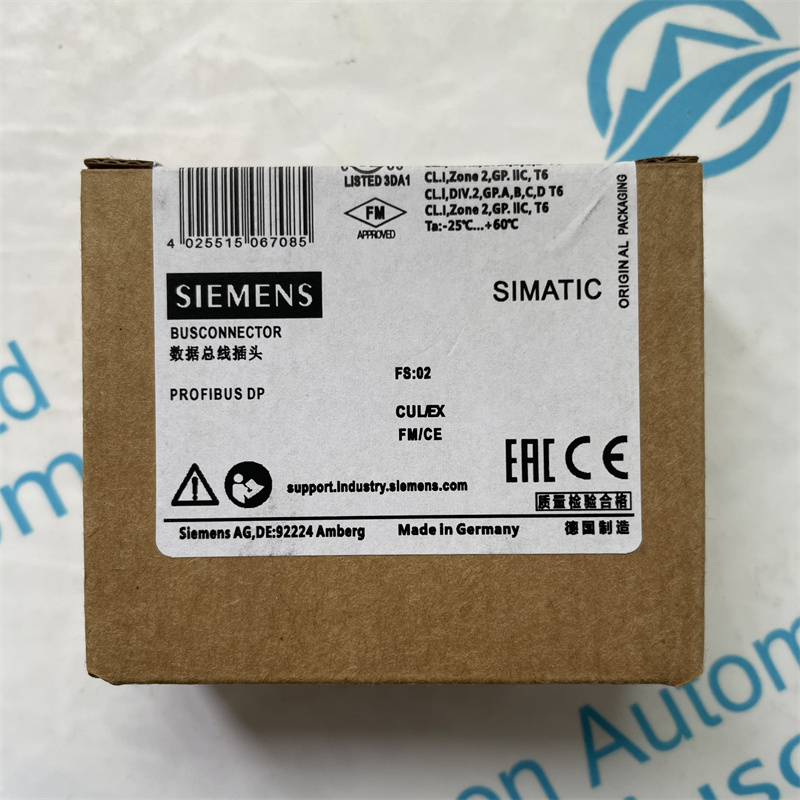 LISTED 3DA1
CL.I,Zone 2,GP. IIC, T6
CL.I,DIV.2,GP.A,B,C,D T6
CL.I,Zone 2,GP. IIC, T6
Ta:-25℃...+60℃
FM
APPROVED
4 025515 067085
ORIGINAL PACKAGING
SIEMENS
SIMATIC
BUSCONNECTOR
数据总线插头
PROFIBUS DP
FS:02
CUL/EX
FM/CE
EAC CE
support.industry.siemens.com
质量检验合格
Siemens AG,DE:92224 Amberg
Made in Germany
德国制造
on Automa